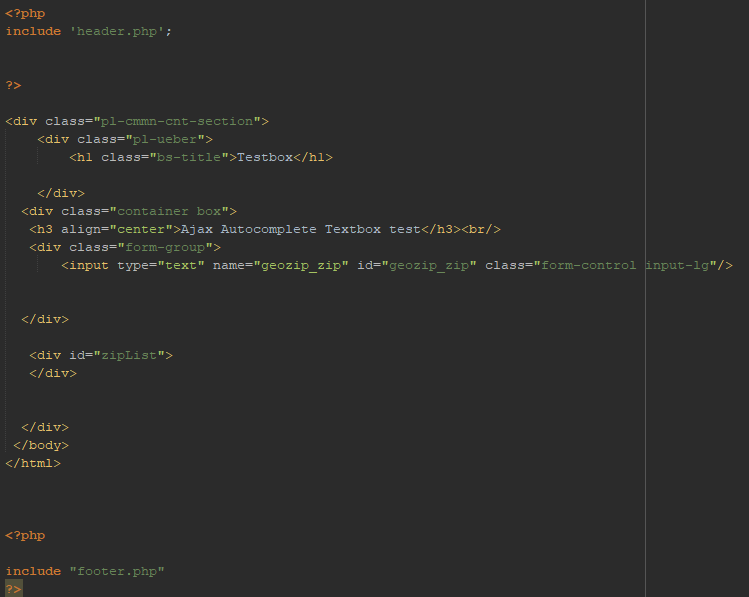 <?php
include 'header.php';
?>
<div class="pl-cmmn-cnt-section">
<div class="pl-ueber">
<h1 class="bs-title">Testbox</h1>
</div>
<div class="container box">
<h3 align="center">Ajax Autocomplete Textbox test</h3><br/>
<div class="form-group">
<input type="text" name="geozip_zip" id="geozip_zip" class="form-control input-lg"/>
</div>
<div id="zipList">
</div>
</div>
</body>
</html>
<?php
include "footer.php"
?>